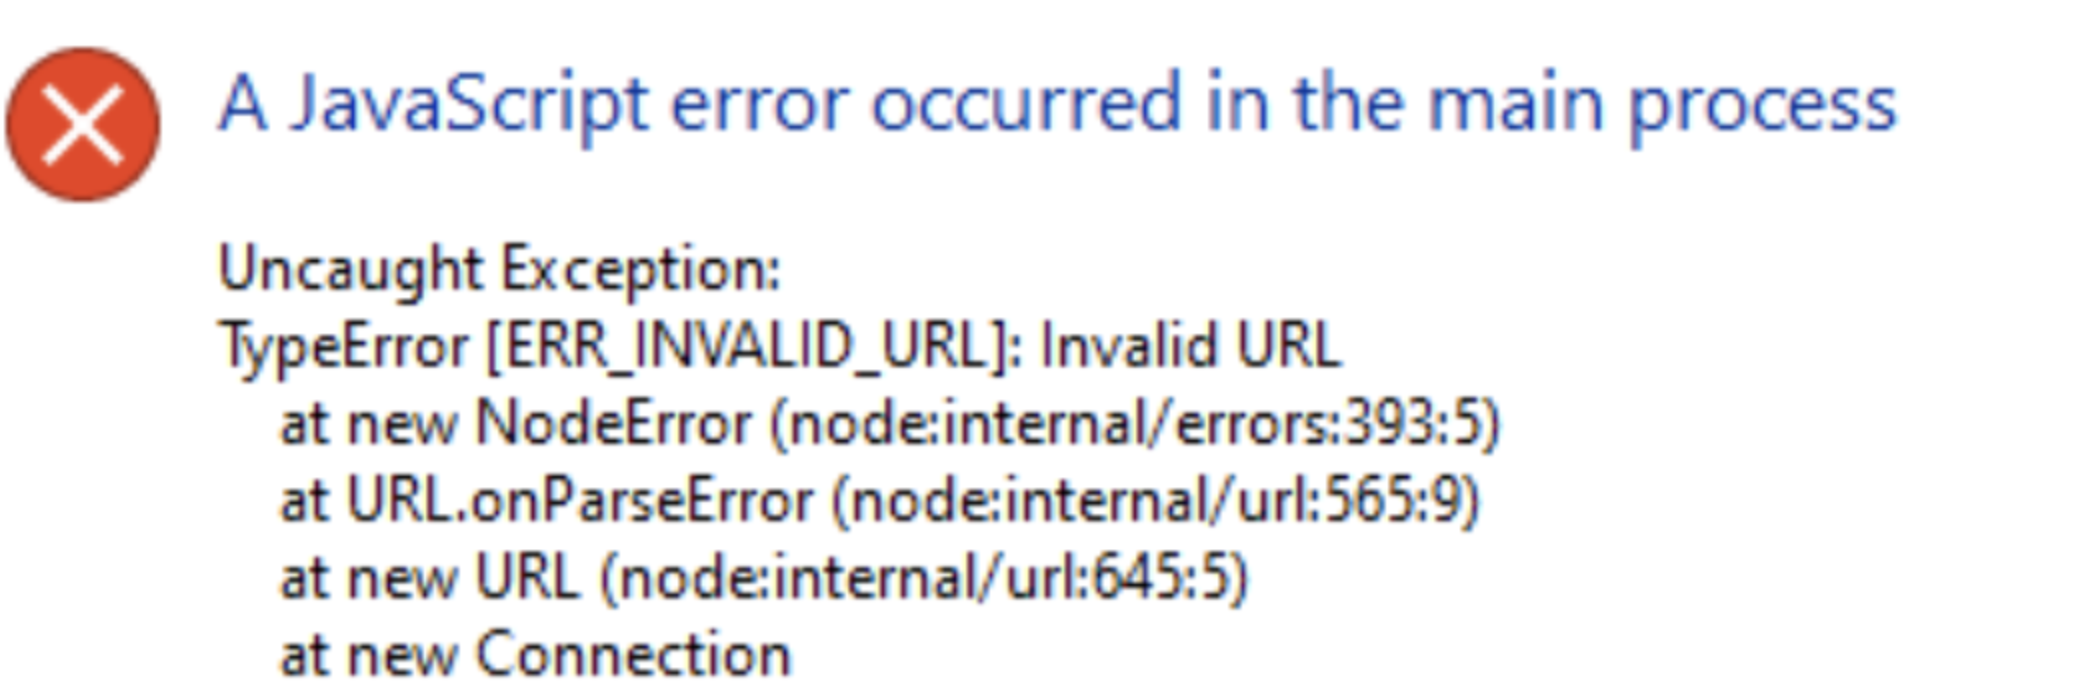 A JavaScript error occurred in the main process
Uncaught Exception:
TypeError [ERR_INVALID_URL]: Invalid URL
at new NodeError (node:internal/errors:393:5)
at URL.onParseError (node:internal/url:565:9)
at new URL (node:internal/url:645:5)
at new Connection